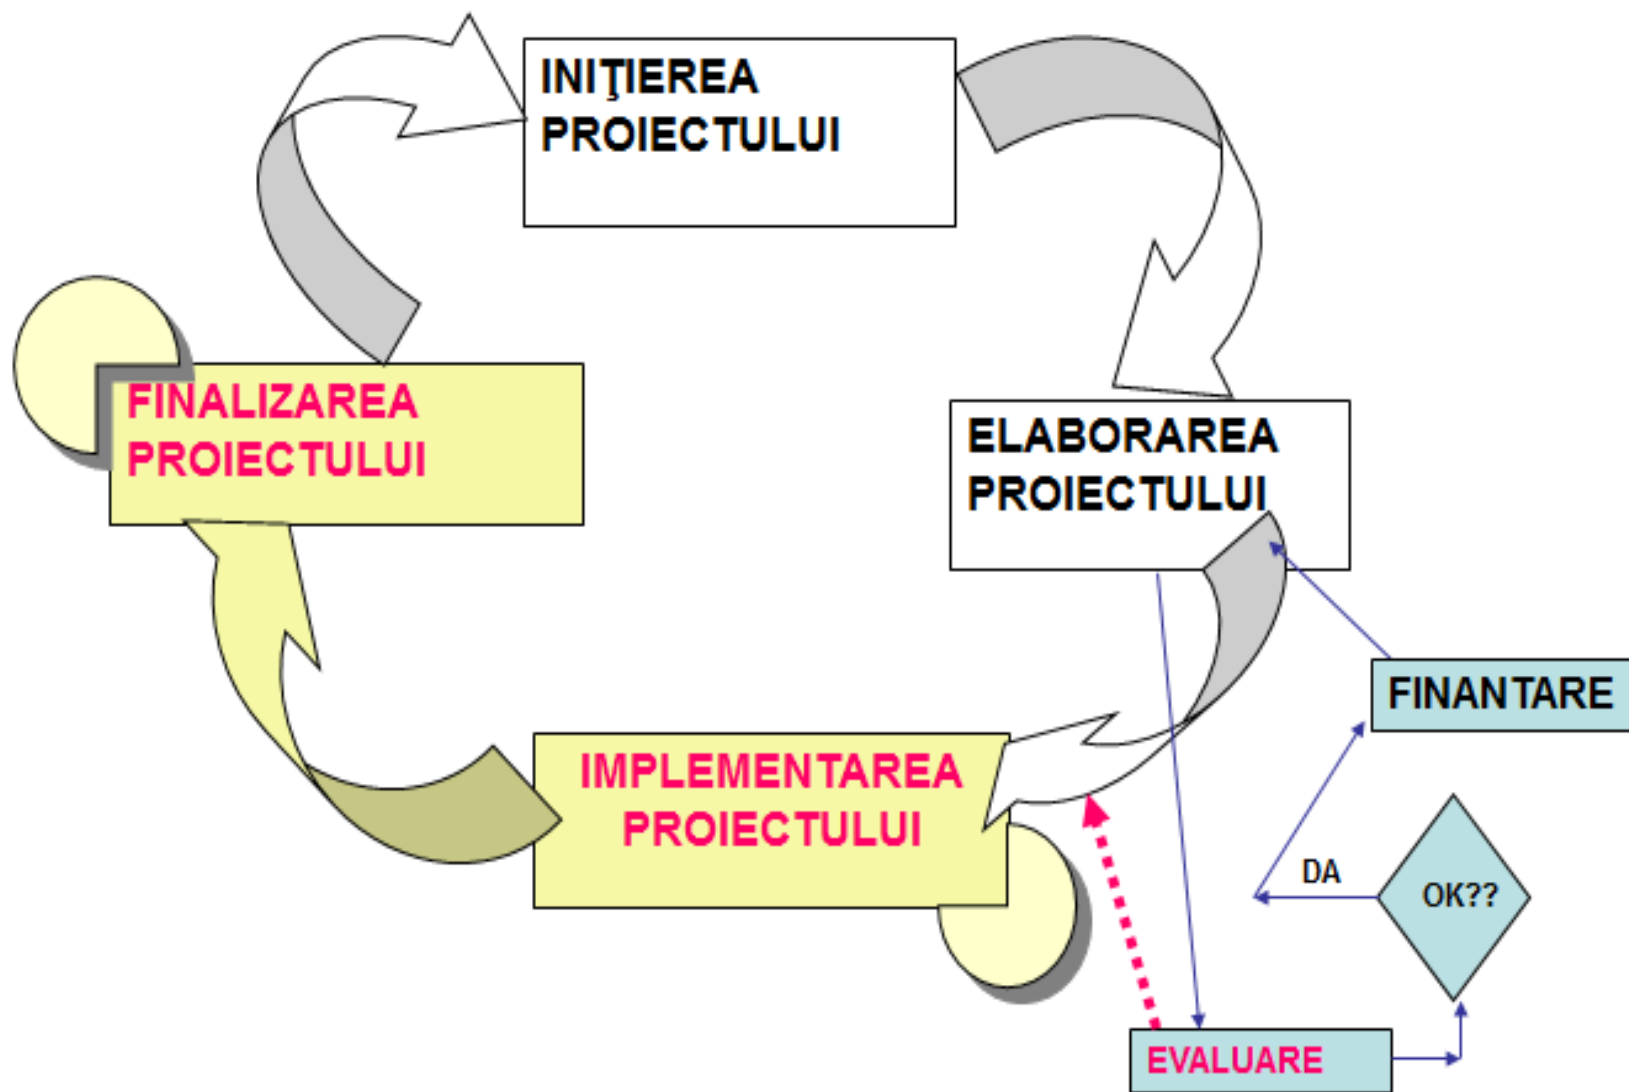 INIŢIEREA
PROIECTULUI
FINALIZAREA
PROIECTULUI
ELABORAREA
PROIECTULUI
FINANTARE
IMPLEMENTAREA
PROIECTULUI
DA
OK??
EVALUARE